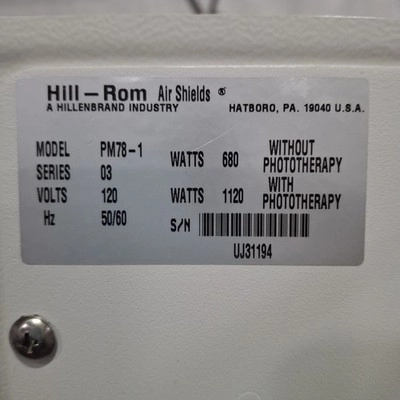 Hill-Rom Air Shields ®
A HILLENBRAND INDUSTRY HATBORO, PA. 19040 U.S.A.
MODEL PM78-1 WATTS 680 WITHOUT PHOTOTHERAPY
SERIES 03
VOLTS 120 WATTS 1120 WITH PHOTOTHERAPY
Hz 50/60 S/N
UJ31194